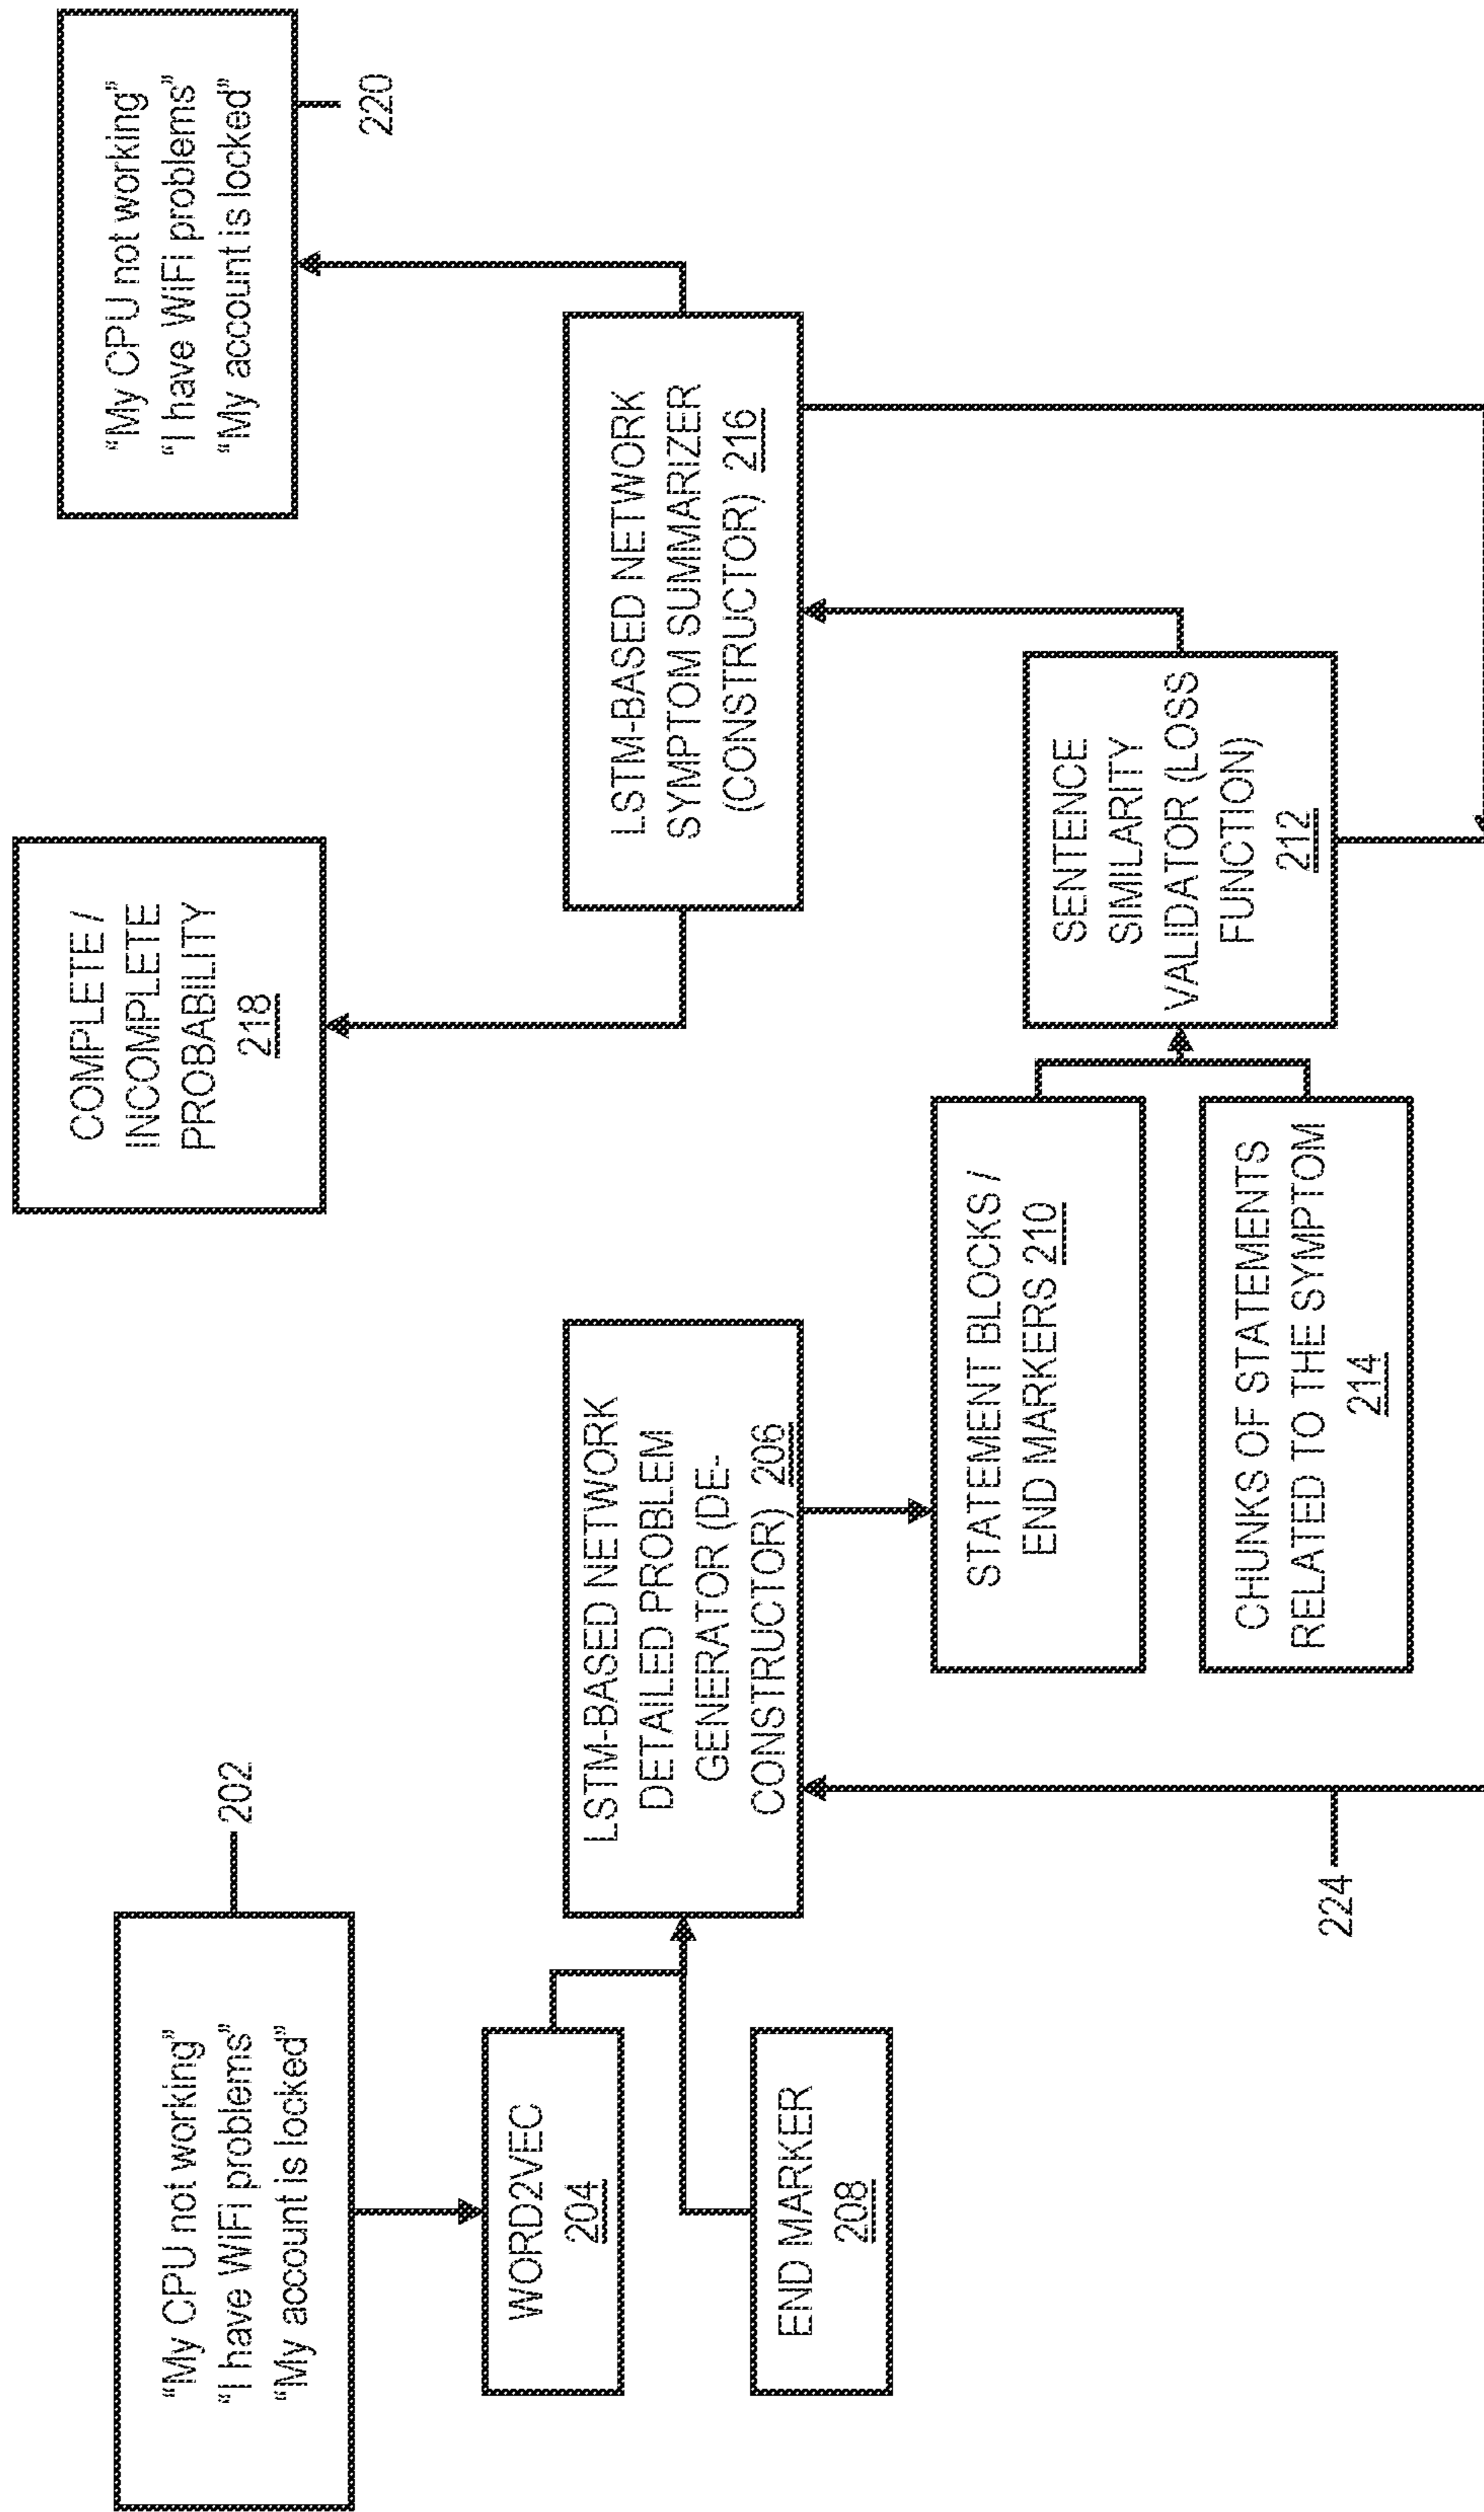 “My CPU not working”
“I have WiFi problems”
“My account is locked”
202
WORD2VEC
204
END MARKER
208
LSTM-BASED NETWORK
DETAILED PROBLEM
GENERATOR (DE-
CONSTRUCTOR) 206
224
STATEMENT BLOCKS /
END MARKERS 210
CHUNKS OF STATEMENTS
RELATED TO THE SYMPTOM
214
COMPLETE /
INCOMPLETE
PROBABILITY
218
SENTENCE
SIMILARITY
VALIDATOR (LOSS
FUNCTION)
212
LSTM-BASED NETWORK
SYMPTOM SUMMARIZER
(CONSTRUCTOR) 216
“My CPU not working”
“I have WiFi problems”
“My account is locked”
220